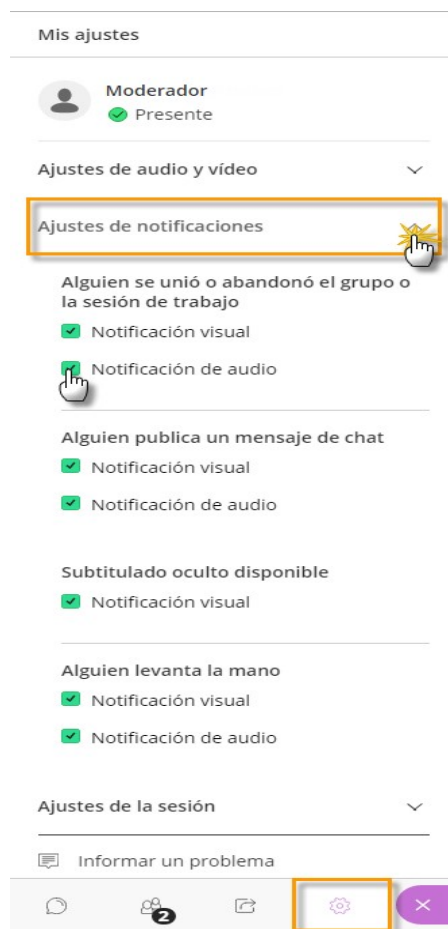 Mis ajustes
Moderador
Presente
Ajustes de audio y vídeo
Ajustes de notificaciones
Alguien se unió o abandonó el grupo o
la sesión de trabajo
Notificación visual
Notificación de audio
Alguien publica un mensaje de chat
Notificación visual
Notificación de audio
Subtitulado oculto disponible
Notificación visual
Alguien levanta la mano
Notificación visual
Notificación de audio
Ajustes de la sesión
Informar un problema
2